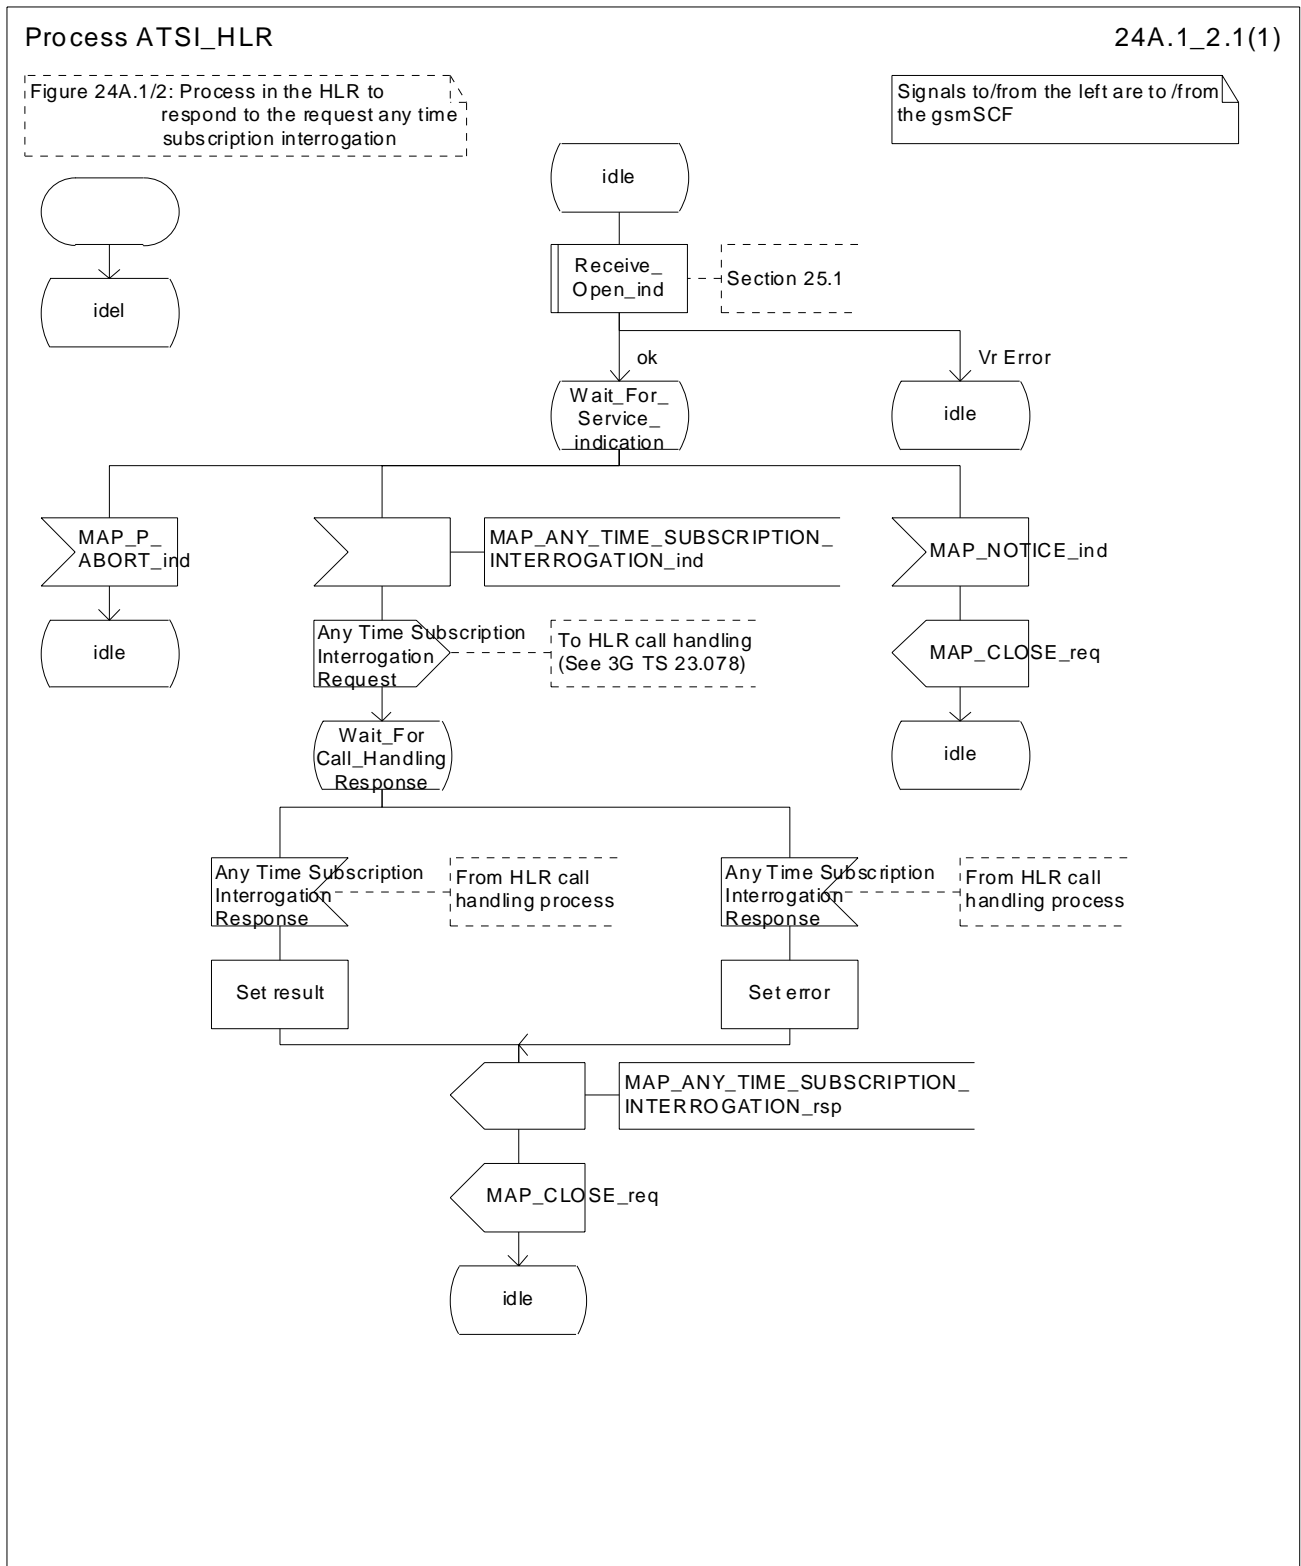 Process ATSI_HLR
24A.1_2.1(1)
Figure 24A.1/2: Process in the HLR to
respond to the request any time
subscription interrogation
Signals to/from the left are to /from
the gsmSCF
idle
idel
Receive_
Open_ind
Section 25.1
ok
Vr Error
Wait_For_
Service_
indication
idle
MAP_P_
ABORT_ind
MAP_ANY_TIME_SUBSCRIPTION_
INTERROGATION_ind
MAP_NOTICE_ind
idle
Any Time Subscription
Interrogation
Request
To HLR call handling
(See 3G TS 23.078)
MAP_CLOSE_req
Wait_For
Call_Handling
Response
idle
Any Time Subscription
Interrogation
Response
From HLR call
handling process
Any Time Subscription
Interrogation
Response
From HLR call
handling process
Set result
Set error
MAP_ANY_TIME_SUBSCRIPTION_
INTERROGATION_rsp
MAP_CLOSE_req
idle